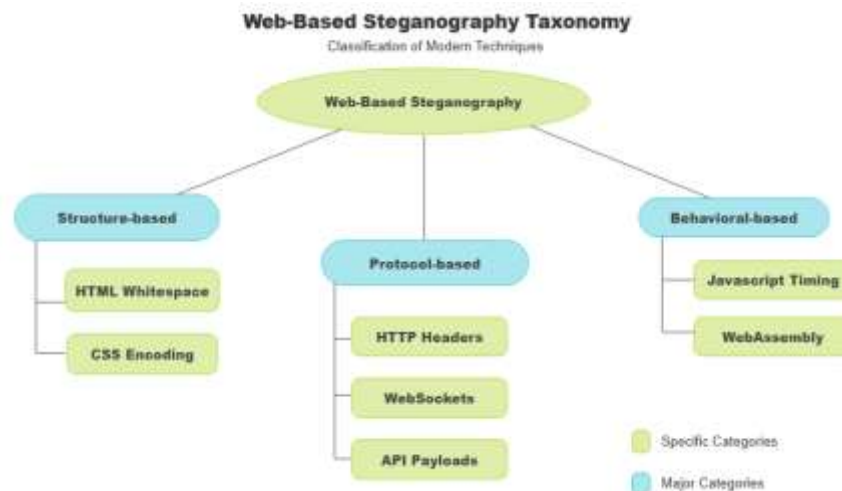 Web-Based Steganography Taxonomy
Classification of Modern Techniques
Web-Based Steganography
Structure-based
HTML Whitespace
CSS Encoding
Protocol-based
HTTP Headers
WebSockets
API Payloads
Behavioral-based
Javascript Timing
WebAssembly
Specific Categories
Major Categories